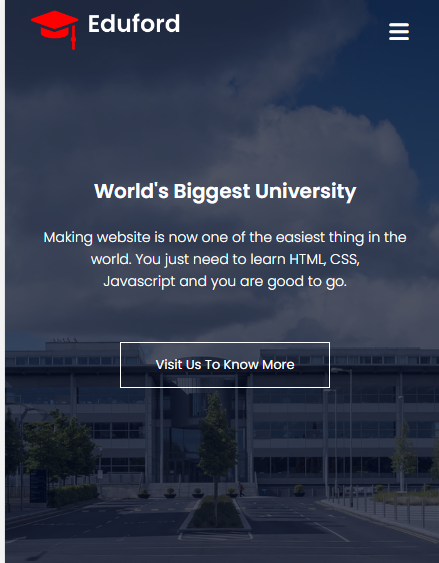 Eduford
World's Biggest University
Making website is now one of the easiest thing in the
world. You just need to learn HTML, CSS,
Javascript and you are good to go.
Visit Us To Know More